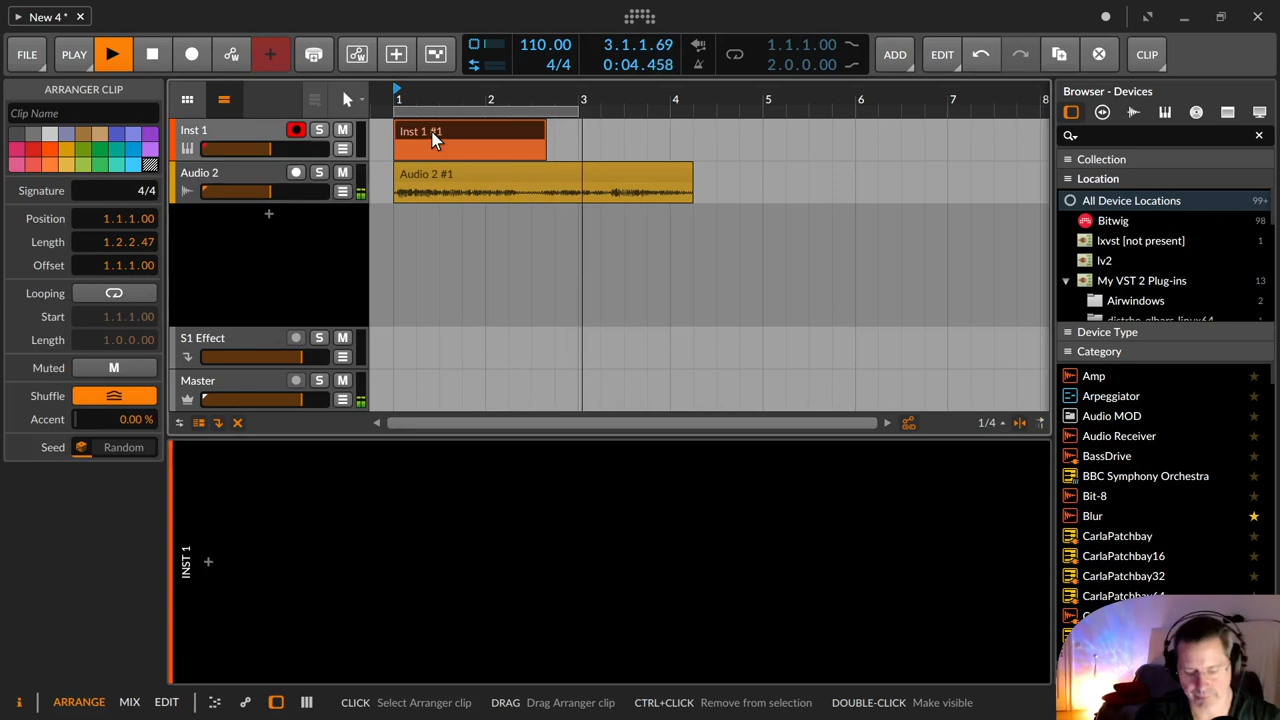 New 4 *
FILE
PLAY
110.00
4/4
3.1.1.69
0:04.458
1.1.1.00
2.0.0.00
ADD
EDIT
CLIP
ARRANGER CLIP
Clip Name
Signature 4/4
Position 1.1.1.00
Length 1.2.2.47
Offset 1.1.1.00
Looping
Start 1.1.1.00
Length 1.0.0.00
Muted M
Shuffle
Accent 0.00 %
Seed Random
1 2 3 4 5 6 7 8
Inst 1 S M
Inst 1 #1
Audio 2 S M
Audio 2 #1
S1 Effect S M
Master S M
1/4
INST 1
Browser - Devices
Collection
Location
All Device Locations 99+
Bitwig 98
lxvst [not present] 1
lv2
My VST 2 Plug-ins 13
Airwindows 2
distrho-glbars-linux64 1
Device Type
Category
Amp
Arpeggiator
Audio MOD
Audio Receiver
BassDrive
BBC Symphony Orchestra
Bit-8
Blur
CarlaPatchbay
CarlaPatchbay16
CarlaPatchbay32
CarlaPatchbay64
i ARRANGE MIX EDIT
CLICK Select Arranger clip DRAG Drag Arranger clip CTRL+CLICK Remove from selection DOUBLE-CLICK Make visible